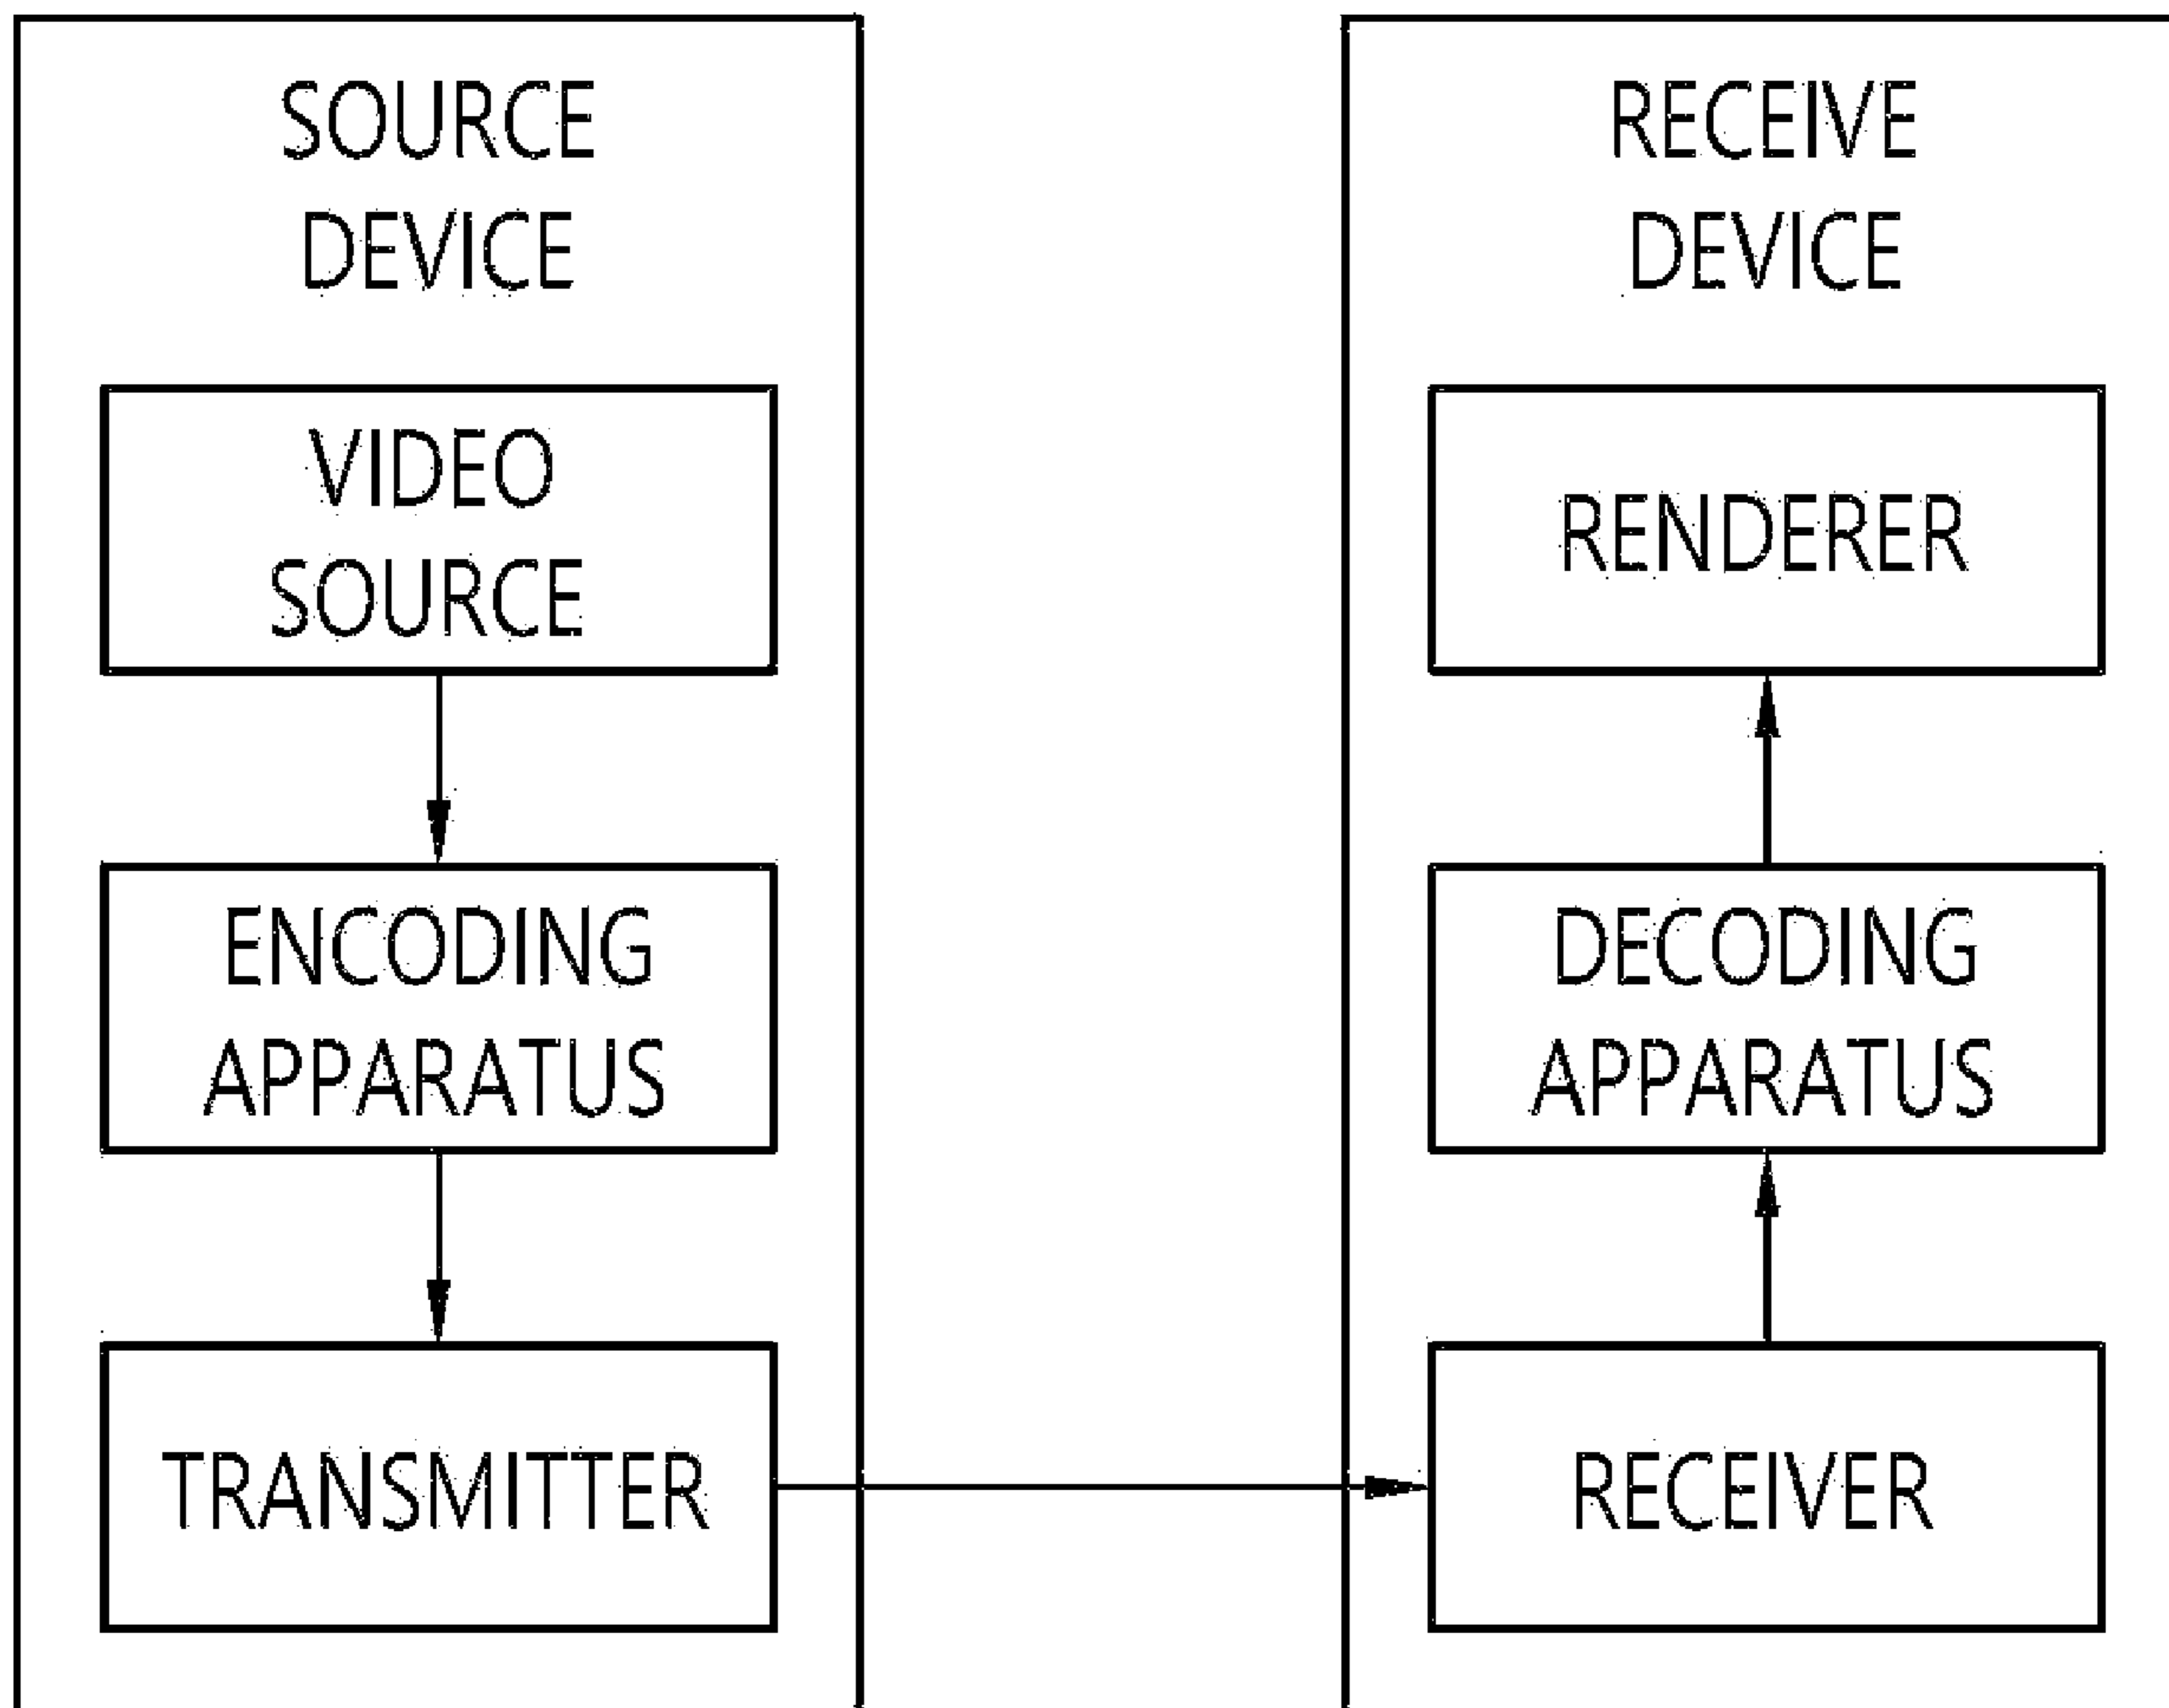 SOURCE
DEVICE
VIDEO
SOURCE
ENCODING
APPARATUS
TRANSMITTER
RECEIVE
DEVICE
RENDERER
DECODING
APPARATUS
RECEIVER